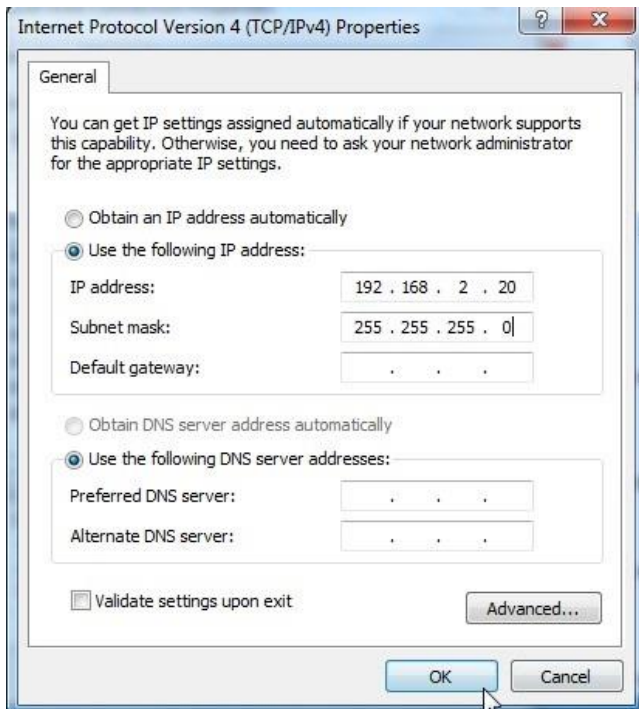 Internet Protocol Version 4 (TCP/IPv4) Properties
?
General
You can get IP settings assigned automatically if your network supports
this capability. Otherwise, you need to ask your network administrator
for the appropriate IP settings.
Obtain an IP address automatically
Use the following IP address:
IP address: 192 . 168 . 2 . 20
Subnet mask: 255 . 255 . 255 . 0
Default gateway: . . .
Obtain DNS server address automatically
Use the following DNS server addresses:
Preferred DNS server: . . .
Alternate DNS server: . . .
Validate settings upon exit
Advanced...
OK Cancel